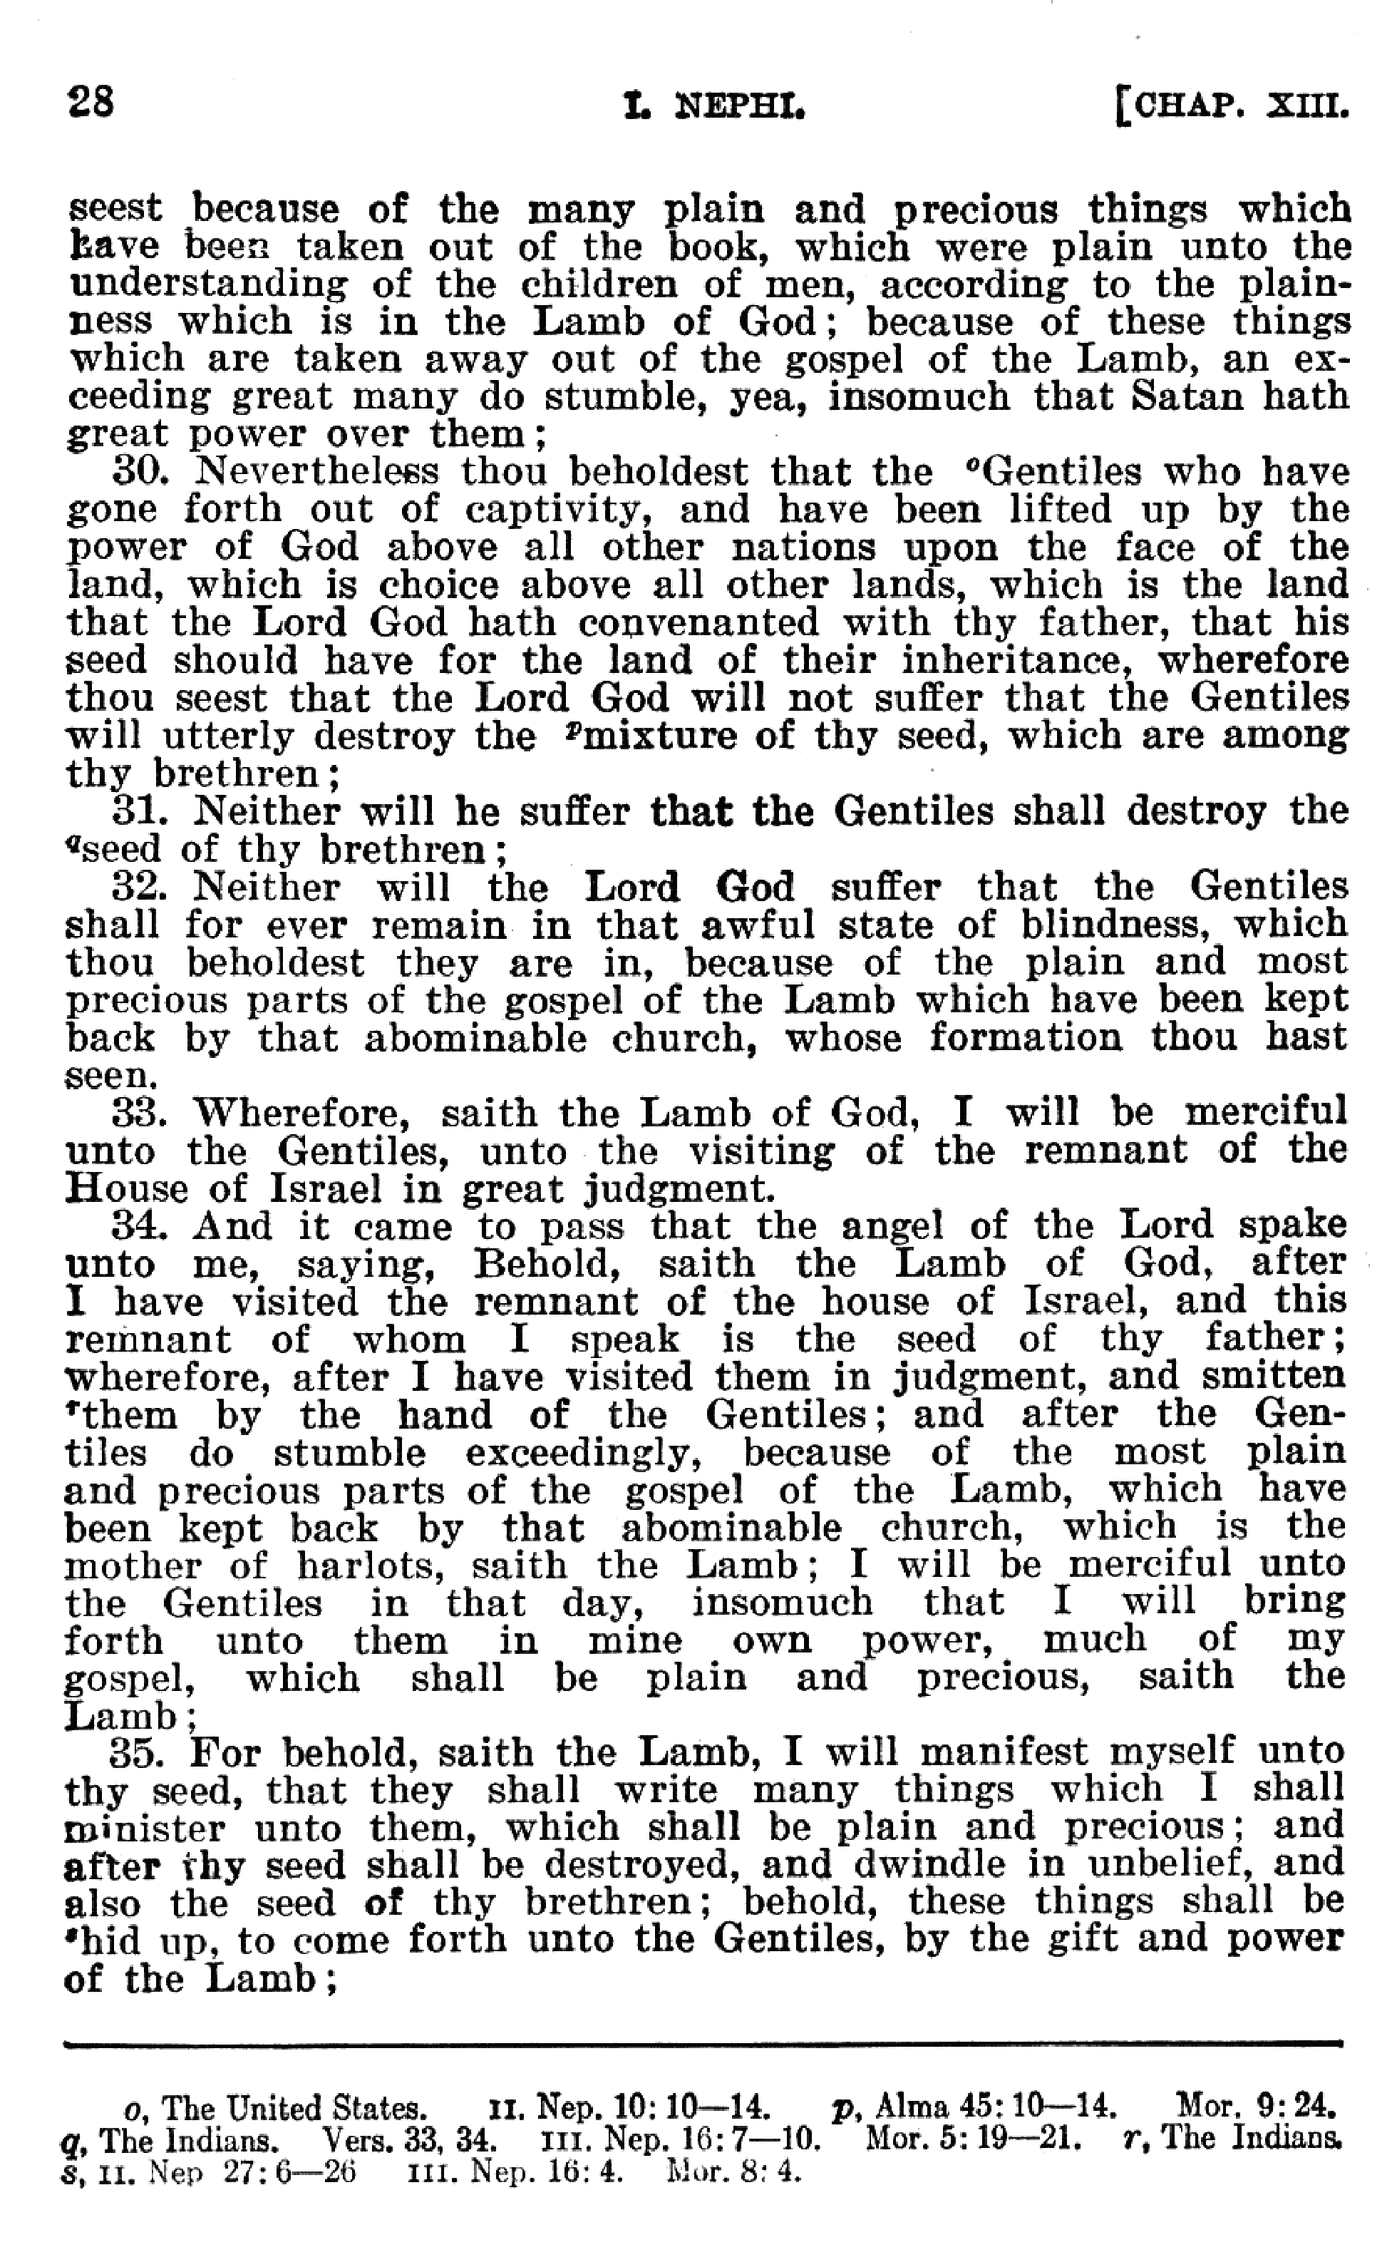 28 I. NEPHI. [CHAP. XIII.
seest because of the many plain and precious things which
have been taken out of the book, which were plain unto the
understanding of the children of men, according to the plain-
ness which is in the Lamb of God; because of these things
which are taken away out of the gospel of the Lamb, an ex-
ceeding great many do stumble, yea, insomuch that Satan hath
great power over them;
30. Nevertheless thou beholdest that the ᵒGentiles who have
gone forth out of captivity, and have been lifted up by the
power of God above all other nations upon the face of the
land, which is choice above all other lands, which is the land
that the Lord God hath convenanted with thy father, that his
seed should have for the land of their inheritance, wherefore
thou seest that the Lord God will not suffer that the Gentiles
will utterly destroy the ᵖmixture of thy seed, which are among
thy brethren;
31. Neither will he suffer that the Gentiles shall destroy the
qseed of thy brethren;
32. Neither will the Lord God suffer that the Gentiles
shall for ever remain in that awful state of blindness, which
thou beholdest they are in, because of the plain and most
precious parts of the gospel of the Lamb which have been kept
back by that abominable church, whose formation thou hast
seen.
33. Wherefore, saith the Lamb of God, I will be merciful
unto the Gentiles, unto the visiting of the remnant of the
House of Israel in great judgment.
34. And it came to pass that the angel of the Lord spake
unto me, saying, Behold, saith the Lamb of God, after
I have visited the remnant of the house of Israel, and this
remnant of whom I speak is the seed of thy father;
wherefore, after I have visited them in judgment, and smitten
ʳthem by the hand of the Gentiles; and after the Gen-
tiles do stumble exceedingly, because of the most plain
and precious parts of the gospel of the Lamb, which have
been kept back by that abominable church, which is the
mother of harlots, saith the Lamb; I will be merciful unto
the Gentiles in that day, insomuch that I will bring
forth unto them in mine own power, much of my
gospel, which shall be plain and precious, saith the
Lamb;
35. For behold, saith the Lamb, I will manifest myself unto
thy seed, that they shall write many things which I shall
minister unto them, which shall be plain and precious; and
after thy seed shall be destroyed, and dwindle in unbelief, and
also the seed of thy brethren; behold, these things shall be
ˢhid up, to come forth unto the Gentiles, by the gift and power
of the Lamb;
o, The United States. II. Nep. 10: 10—14. p, Alma 45: 10—14. Mor. 9: 24.
q, The Indians. Vers. 33, 34. III. Nep. 16: 7—10. Mor. 5: 19—21. r, The Indians.
s, II. Nep 27: 6—26 III. Nep. 16: 4. Mor. 8: 4.